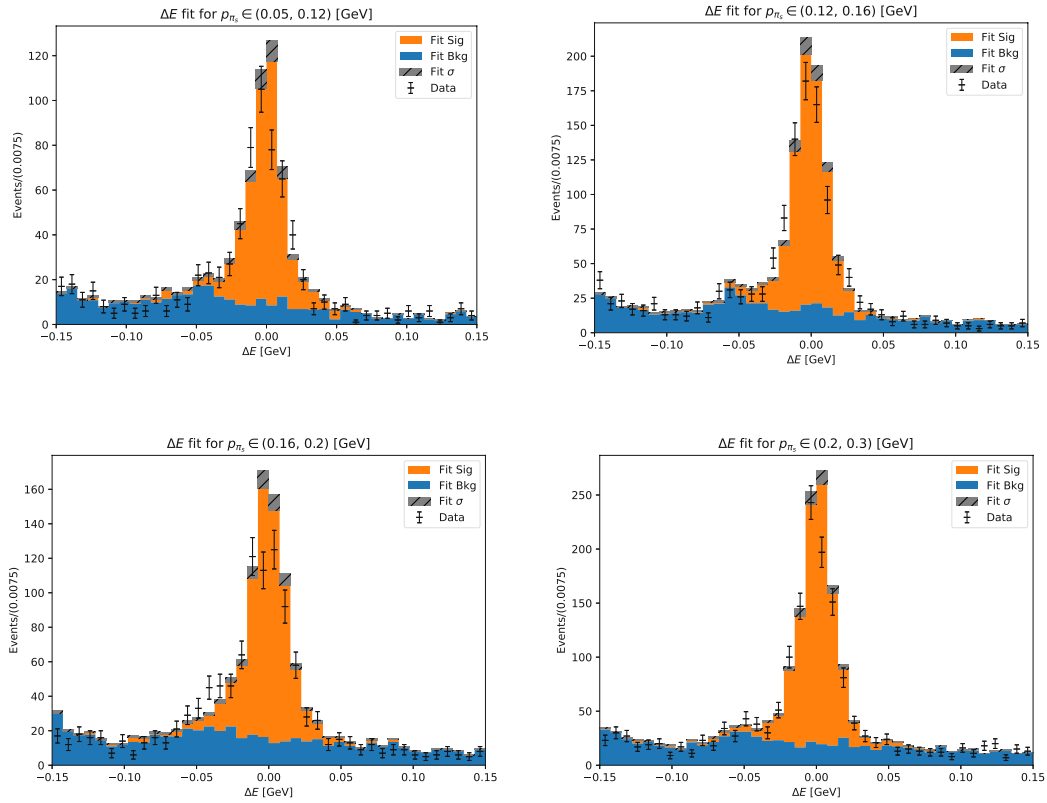 ΔE fit for p_{π_s} ∈ (0.05, 0.12) [GeV]
Events/(0.0075)
120
100
80
60
40
20
0
Fit Sig
Fit Bkg
Fit σ
Data
−0.15 −0.10 −0.05 0.00 0.05 0.10 0.15
ΔE [GeV]
ΔE fit for p_{π_s} ∈ (0.12, 0.16) [GeV]
Events/(0.0075)
200
175
150
125
100
75
50
25
0
Fit Sig
Fit Bkg
Fit σ
Data
−0.15 −0.10 −0.05 0.00 0.05 0.10 0.15
ΔE [GeV]
ΔE fit for p_{π_s} ∈ (0.16, 0.2) [GeV]
Events/(0.0075)
160
140
120
100
80
60
40
20
0
Fit Sig
Fit Bkg
Fit σ
Data
−0.15 −0.10 −0.05 0.00 0.05 0.10 0.15
ΔE [GeV]
ΔE fit for p_{π_s} ∈ (0.2, 0.3) [GeV]
Events/(0.0075)
250
200
150
100
50
0
Fit Sig
Fit Bkg
Fit σ
Data
−0.15 −0.10 −0.05 0.00 0.05 0.10 0.15
ΔE [GeV]